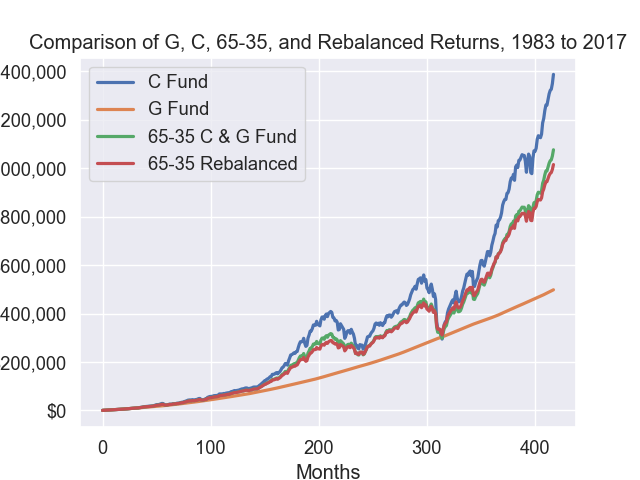 Comparison of G, C, 65-35, and Rebalanced Returns, 1983 to 2017
C Fund
G Fund
65-35 C & G Fund
65-35 Rebalanced
400,000
200,000
000,000
800,000
600,000
400,000
200,000
$0
0 100 200 300 400
Months